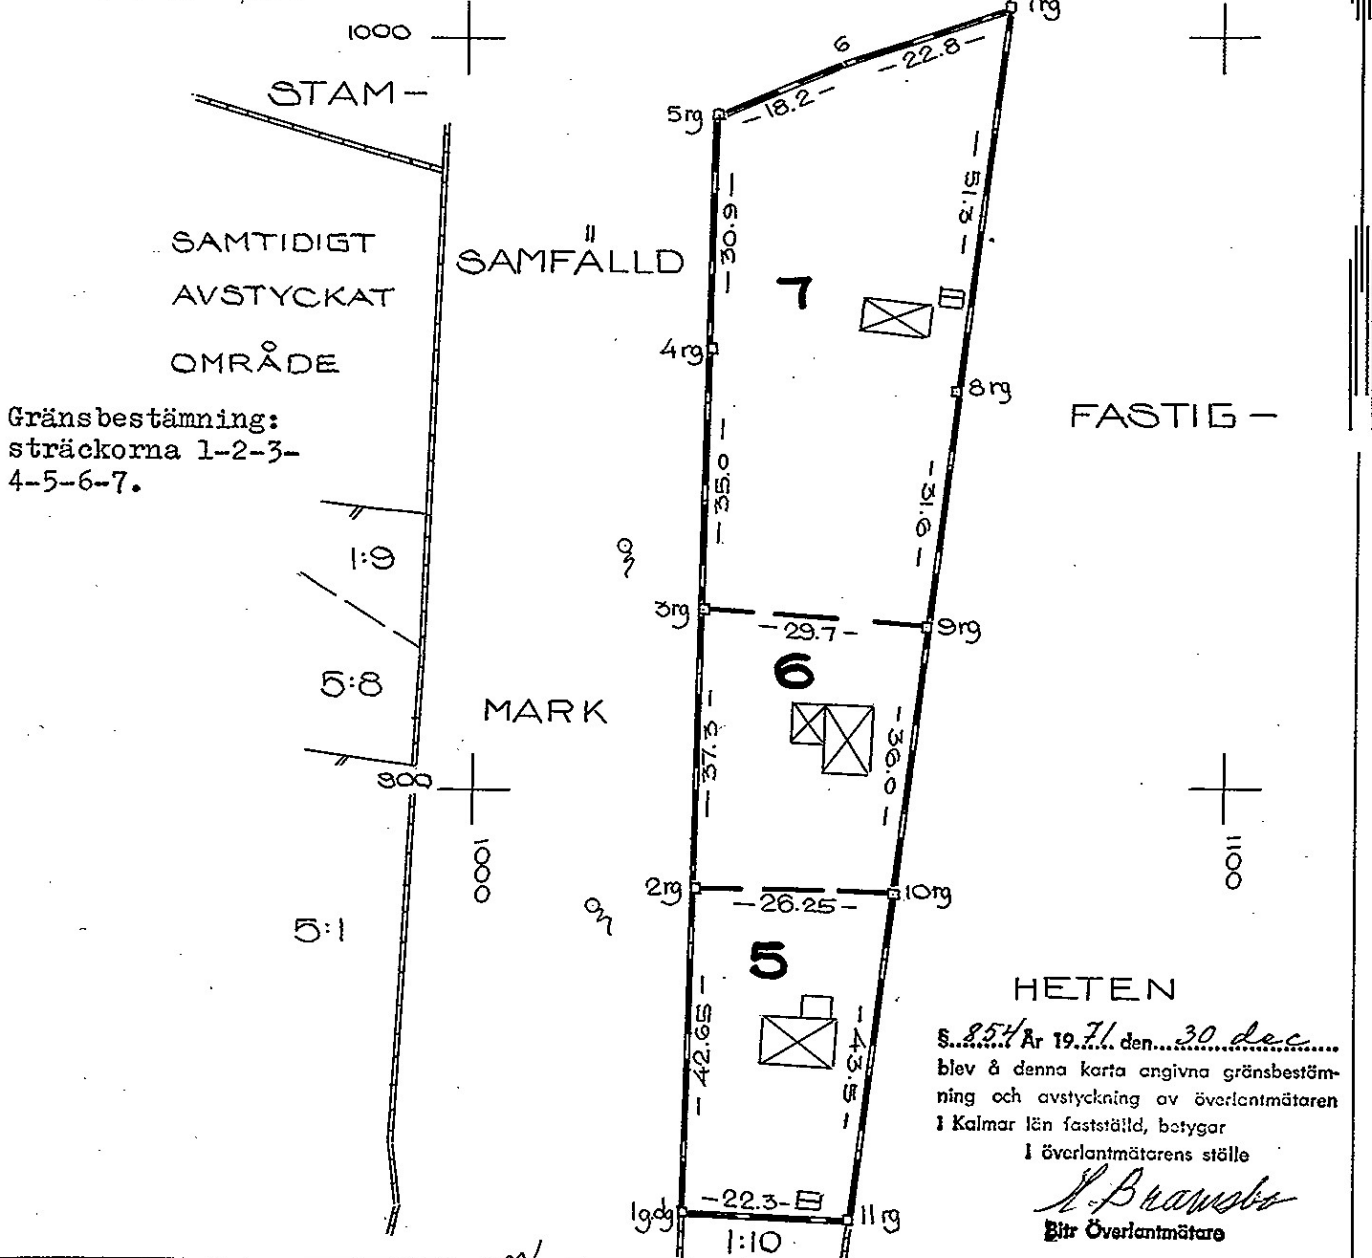 7rg
1000
6
-22.8-
STAM-
-18.2-
5rg
-51.3-
-30.9-
SAMTIDIGT
SAMFÄLLD
AVSTYCKAT
7
4rg
OMRÅDE
8rg
FASTIG-
Gränsbestämning:
sträckorna 1-2-3-
4-5-6-7.
-35.0-
-31.6-
1:9
3rg
9rg
-29.7-
6
5:8
MARK
-37.3-
-36.0-
900
1000
1100
2rg
10rg
-26.25-
5:1
5
HETEN
-42.65-
-43.5-
§ 854 År 1971 den 30 dec
blev å denna karta angivna gränsbestäm-
ning och avstyckning av överlantmätaren
I Kalmar län fastställd, betygar
I överlantmätarens ställe
Bitr Överlantmätare
1gdg
-22.3-
11rg
1:10